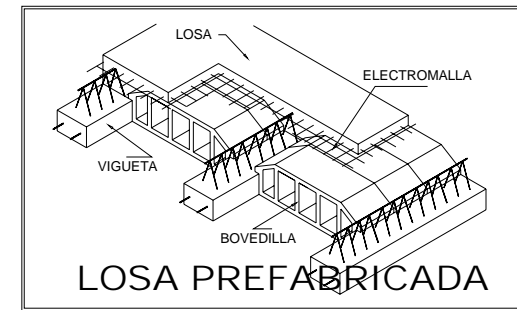 LOSA
ELECTROMALLA
VIGUETA
BOVEDILLA
LOSA PREFABRICADA